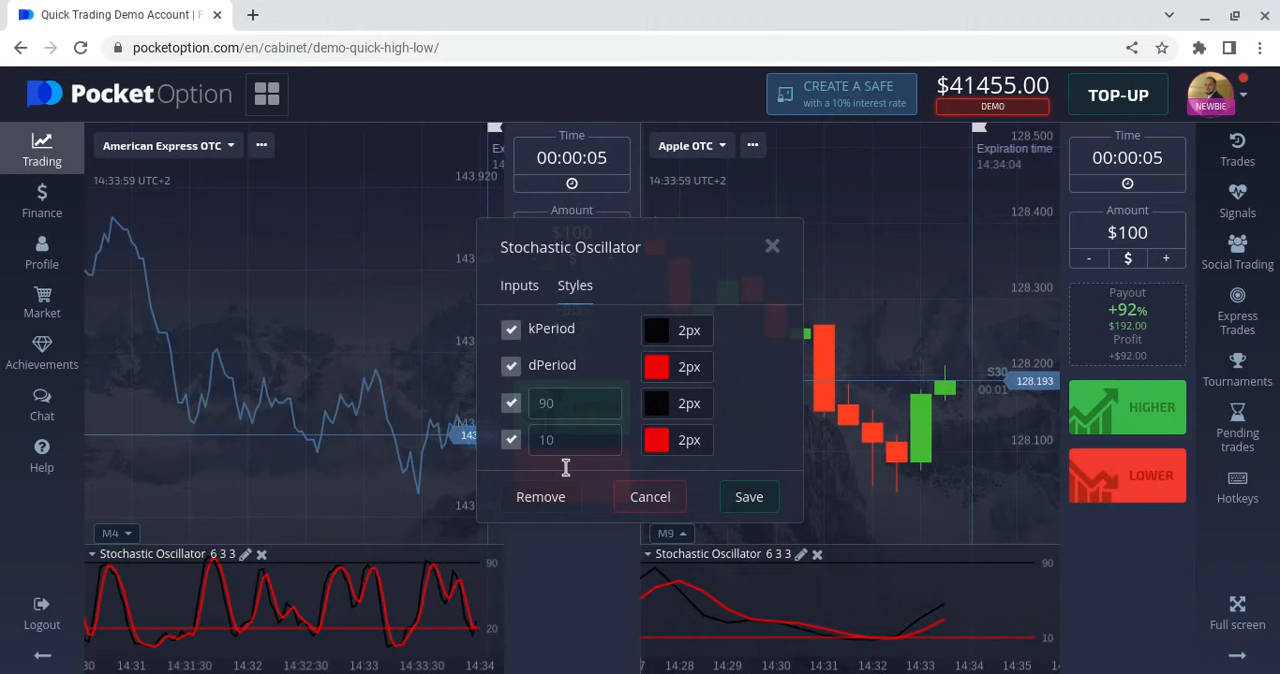 Quick Trading Demo Account |
pocketoption.com/en/cabinet/demo-quick-high-low/
PocketOption
CREATE A SAFE
with a 10% interest rate
$41455.00
DEMO
TOP-UP
NEWBIE
Trading
Finance
Profile
Market
Achievements
Chat
Help
Logout
American Express OTC
14:33:59 UTC+2
143.920
Time
00:00:05
Amount
$100
Apple OTC
14:33:59 UTC+2
Expiration time
14:34:04
128.500
128.400
128.300
128.200
S30
00:01
128.193
128.100
Time
00:00:05
Amount
$100
- $ +
Payout
+92%
$192.00
Profit
+$92.00
HIGHER
LOWER
Trades
Signals
Social Trading
Express
Trades
Tournaments
Pending
trades
Hotkeys
Full screen
Stochastic Oscillator
Inputs Styles
kPeriod 2px
dPeriod 2px
90 2px
10 2px
Remove Cancel Save
M4
M9
Stochastic Oscillator 6 3 3
90
20
14:31 14:31:30 14:32 14:32:30 14:33 14:33:30 14:34
Stochastic Oscillator 6 3 3
90
10
14:28 14:29 14:30 14:31 14:32 14:33 14:34 14:35